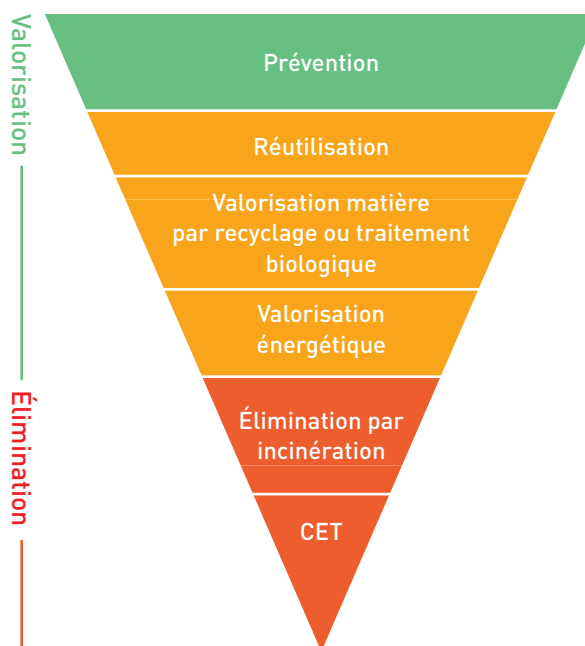 Valorisation
Élimination
Prévention
Réutilisation
Valorisation matière
par recyclage ou traitement
biologique
Valorisation
énergétique
Élimination par
incinération
CET